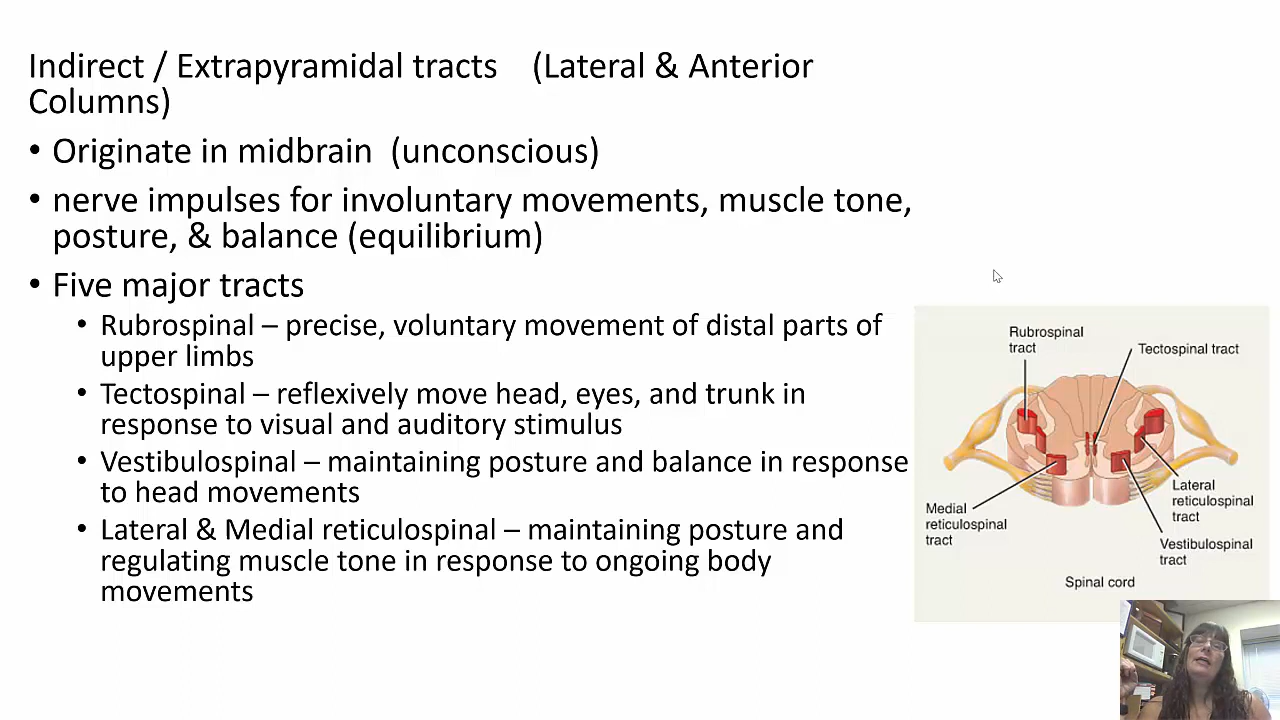 Indirect / Extrapyramidal tracts (Lateral & Anterior
Columns)
• Originate in midbrain (unconscious)
• nerve impulses for involuntary movements, muscle tone,
posture, & balance (equilibrium)
• Five major tracts
• Rubrospinal – precise, voluntary movement of distal parts of
upper limbs
• Tectospinal – reflexively move head, eyes, and trunk in
response to visual and auditory stimulus
• Vestibulospinal – maintaining posture and balance in response
to head movements
• Lateral & Medial reticulospinal – maintaining posture and
regulating muscle tone in response to ongoing body
movements
Rubrospinal
tract
Tectospinal tract
Medial
reticulospinal
tract
Lateral
reticulospinal
tract
Vestibulospinal
tract
Spinal cord